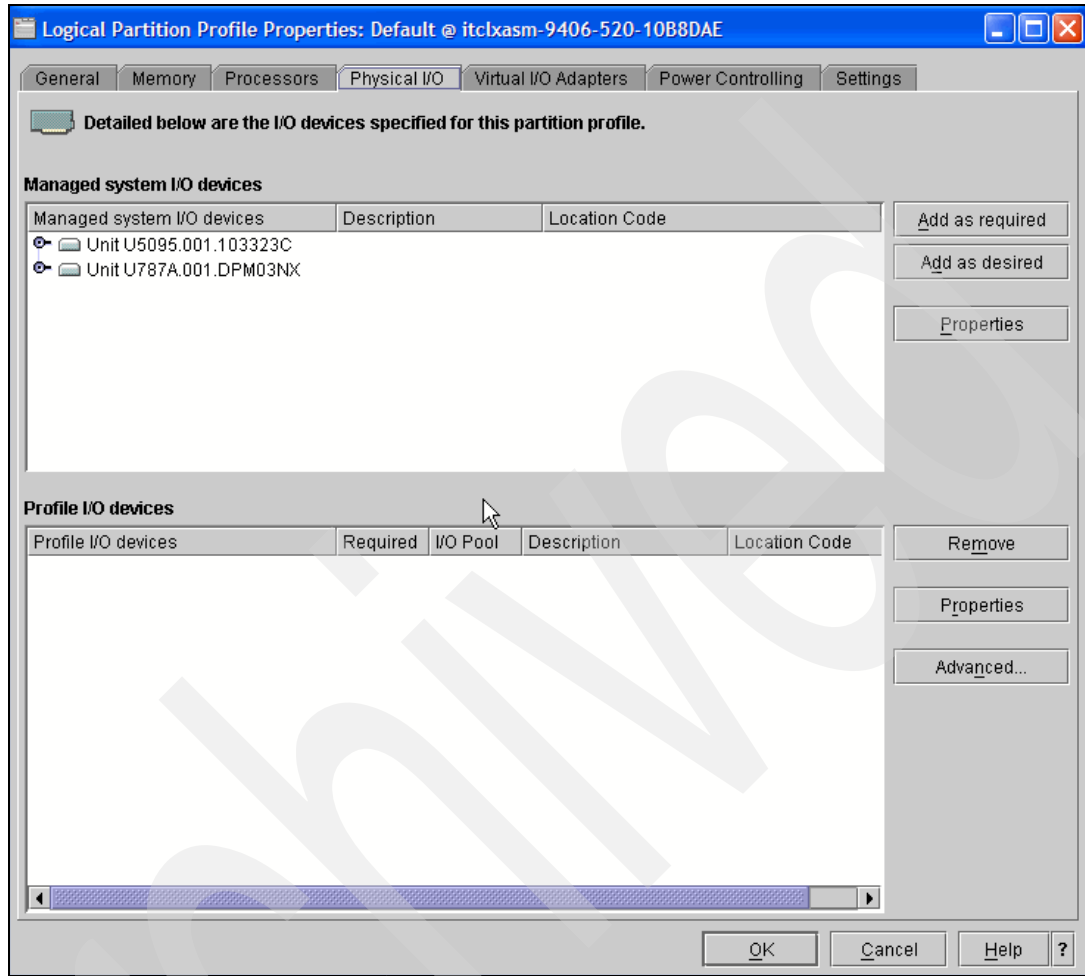 Logical Partition Profile Properties: Default @ itclxasm-9406-520-10B8DAE
General Memory Processors Physical I/O Virtual I/O Adapters Power Controlling Settings
Detailed below are the I/O devices specified for this partition profile.
Managed system I/O devices
Managed system I/O devices Description Location Code
Add as required
Unit U5095.001.103323C
Add as desired
Unit U787A.001.DPM03NX
Properties
Profile I/O devices
Profile I/O devices Required I/O Pool Description Location Code
Remove
Properties
Advanced...
OK Cancel Help ?